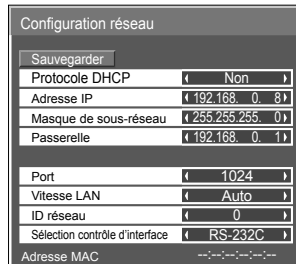 Configuration réseau
Sauvegarder
Protocole DHCP Non
Adresse IP 192.168. 0. 8
Masque de sous-réseau 255.255.255. 0
Passerelle 192.168. 0. 1
Port 1024
Vitesse LAN Auto
ID réseau 0
Sélection contrôle d'interface RS-232C
Adresse MAC --:--:--:--:--:--